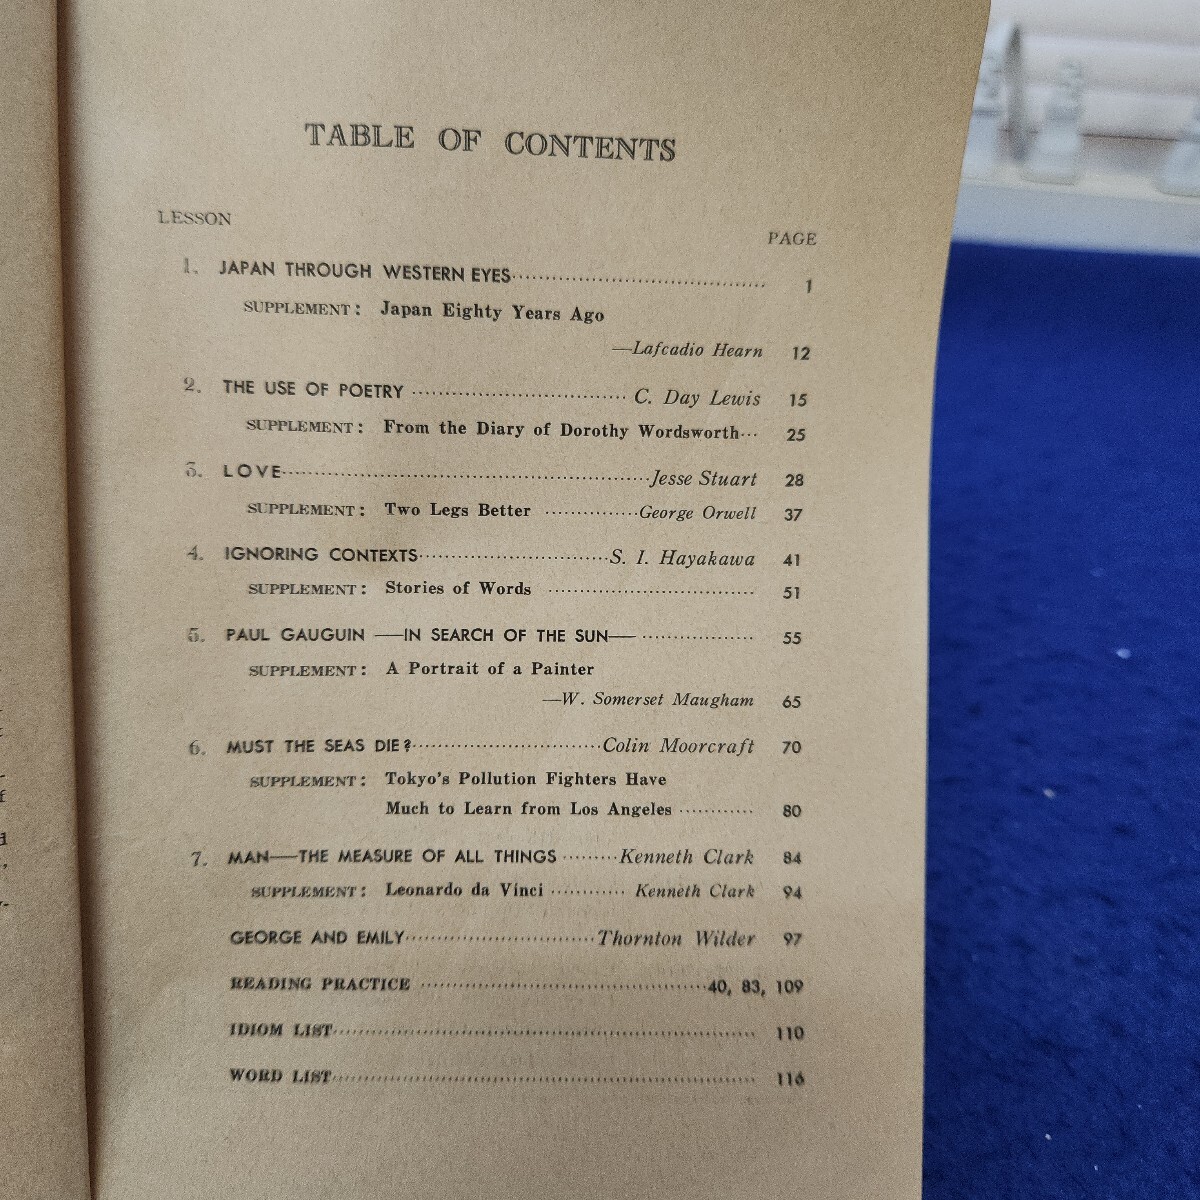 TABLE OF CONTENTS
LESSON
PAGE
1. JAPAN THROUGH WESTERN EYES 1
SUPPLEMENT: Japan Eighty Years Ago
—Lafcadio Hearn 12
2. THE USE OF POETRY C. Day Lewis 15
SUPPLEMENT: From the Diary of Dorothy Wordsworth 25
3. LOVE Jesse Stuart 28
SUPPLEMENT: Two Legs Better George Orwell 37
4. IGNORING CONTEXTS S. I. Hayakawa 41
SUPPLEMENT: Stories of Words 51
5. PAUL GAUGUIN —IN SEARCH OF THE SUN— 55
SUPPLEMENT: A Portrait of a Painter
—W. Somerset Maugham 65
6. MUST THE SEAS DIE? Colin Moorcraft 70
SUPPLEMENT: Tokyo's Pollution Fighters Have
Much to Learn from Los Angeles 80
7. MAN—THE MEASURE OF ALL THINGS Kenneth Clark 84
SUPPLEMENT: Leonardo da Vinci Kenneth Clark 94
GEORGE AND EMILY Thornton Wilder 97
READING PRACTICE 40, 83, 109
IDIOM LIST 110
WORD LIST 116